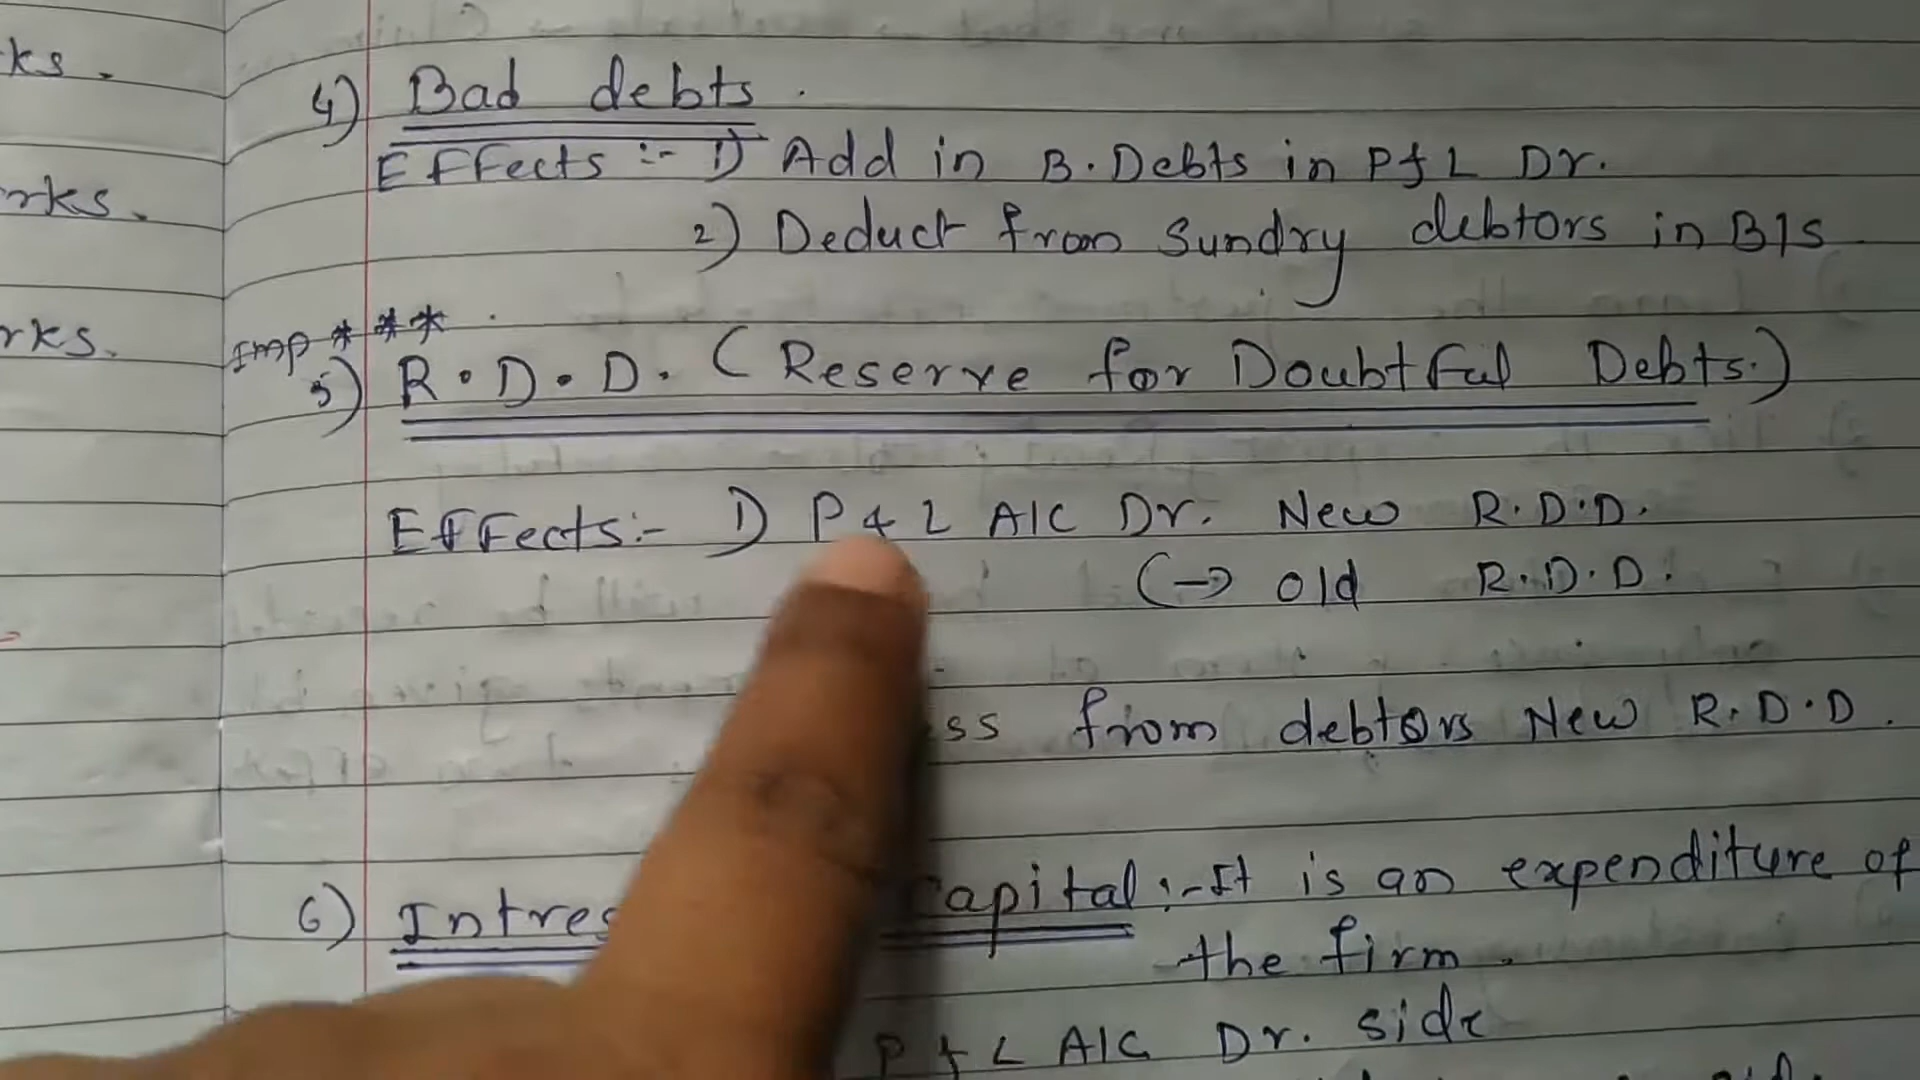 ks.
4) Bad debts.
Effects :- 1) Add in B.Debts in P & L Dr.
rks.
2) Deduct from Sundry debtors in B/S
Imp * * *
rks.
5) R.D.D. (Reserve for Doubtful Debts.)
Effects:- 1) P & L A/C Dr. New R.D.D.
(-) old R.D.D.
ss from debtors New R.D.D.
6) Intres capital :- It is an expenditure of
the firm.
P & L A/C Dr. side